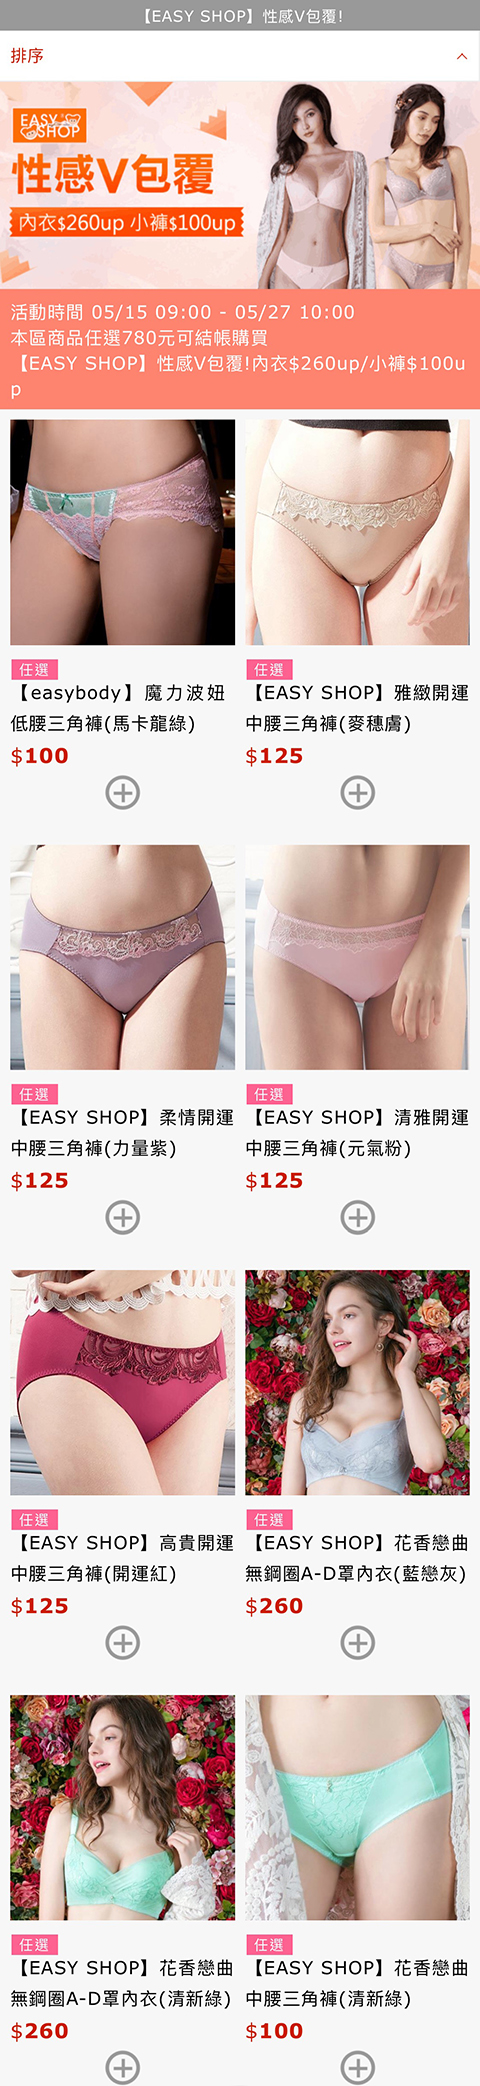 【EASY SHOP】性感V包覆!
排序
EASY
SHOP
性感V包覆
內衣$260up 小褲$100up
活動時間 05/15 09:00 - 05/27 10:00
本區商品任選780元可結帳購買
【EASY SHOP】性感V包覆!內衣$260up/小褲$100u
p
任選
【easybody】魔力波妞
低腰三角褲(馬卡龍綠)
$100
任選
【EASY SHOP】雅緻開運
中腰三角褲(麥穗膚)
$125
任選
【EASY SHOP】柔情開運
中腰三角褲(力量紫)
$125
任選
【EASY SHOP】清雅開運
中腰三角褲(元氣粉)
$125
任選
【EASY SHOP】高貴開運
中腰三角褲(開運紅)
$125
任選
【EASY SHOP】花香戀曲
無鋼圈A-D罩內衣(藍戀灰)
$260
任選
【EASY SHOP】花香戀曲
無鋼圈A-D罩內衣(清新綠)
$260
任選
【EASY SHOP】花香戀曲
中腰三角褲(清新綠)
$100